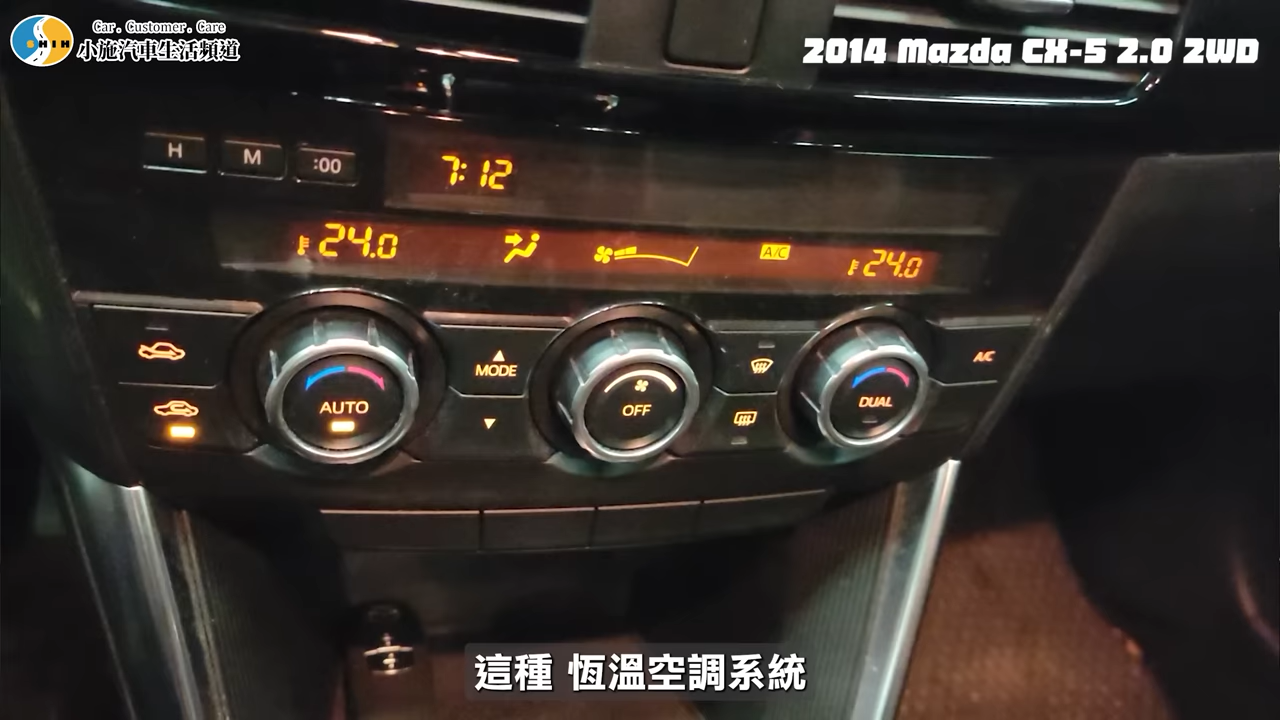 Car. Customer. Care
SHIH
小施汽車生活頻道
2014 Mazda CX-5 2.0 2WD
H
M
:00
7:12
24.0
A/C
24.0
MODE
A/C
AUTO
OFF
DUAL
這種 恆溫空調系統